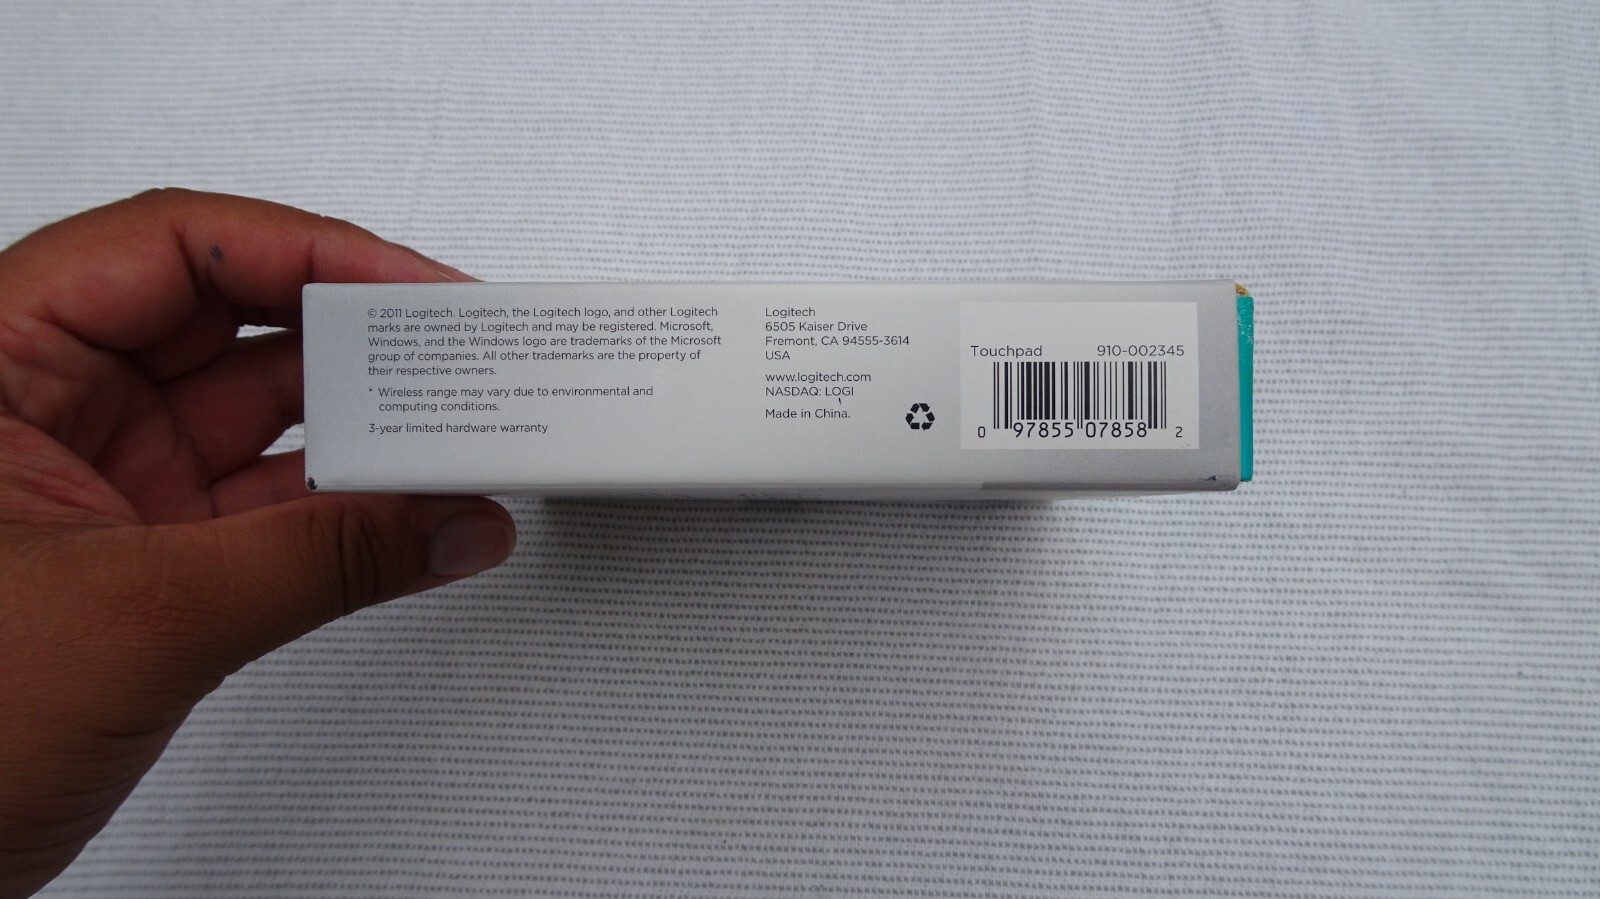 © 2011 Logitech. Logitech, the Logitech logo, and other Logitech
marks are owned by Logitech and may be registered. Microsoft,
Windows, and the Windows logo are trademarks of the Microsoft
group of companies. All other trademarks are the property of
their respective owners.
* Wireless range may vary due to environmental and
computing conditions.
3-year limited hardware warranty
Logitech
6505 Kaiser Drive
Fremont, CA 94555-3614
USA
www.logitech.com
NASDAQ: LOGI
Made in China.
Touchpad 910-002345
0 97855 07858 2